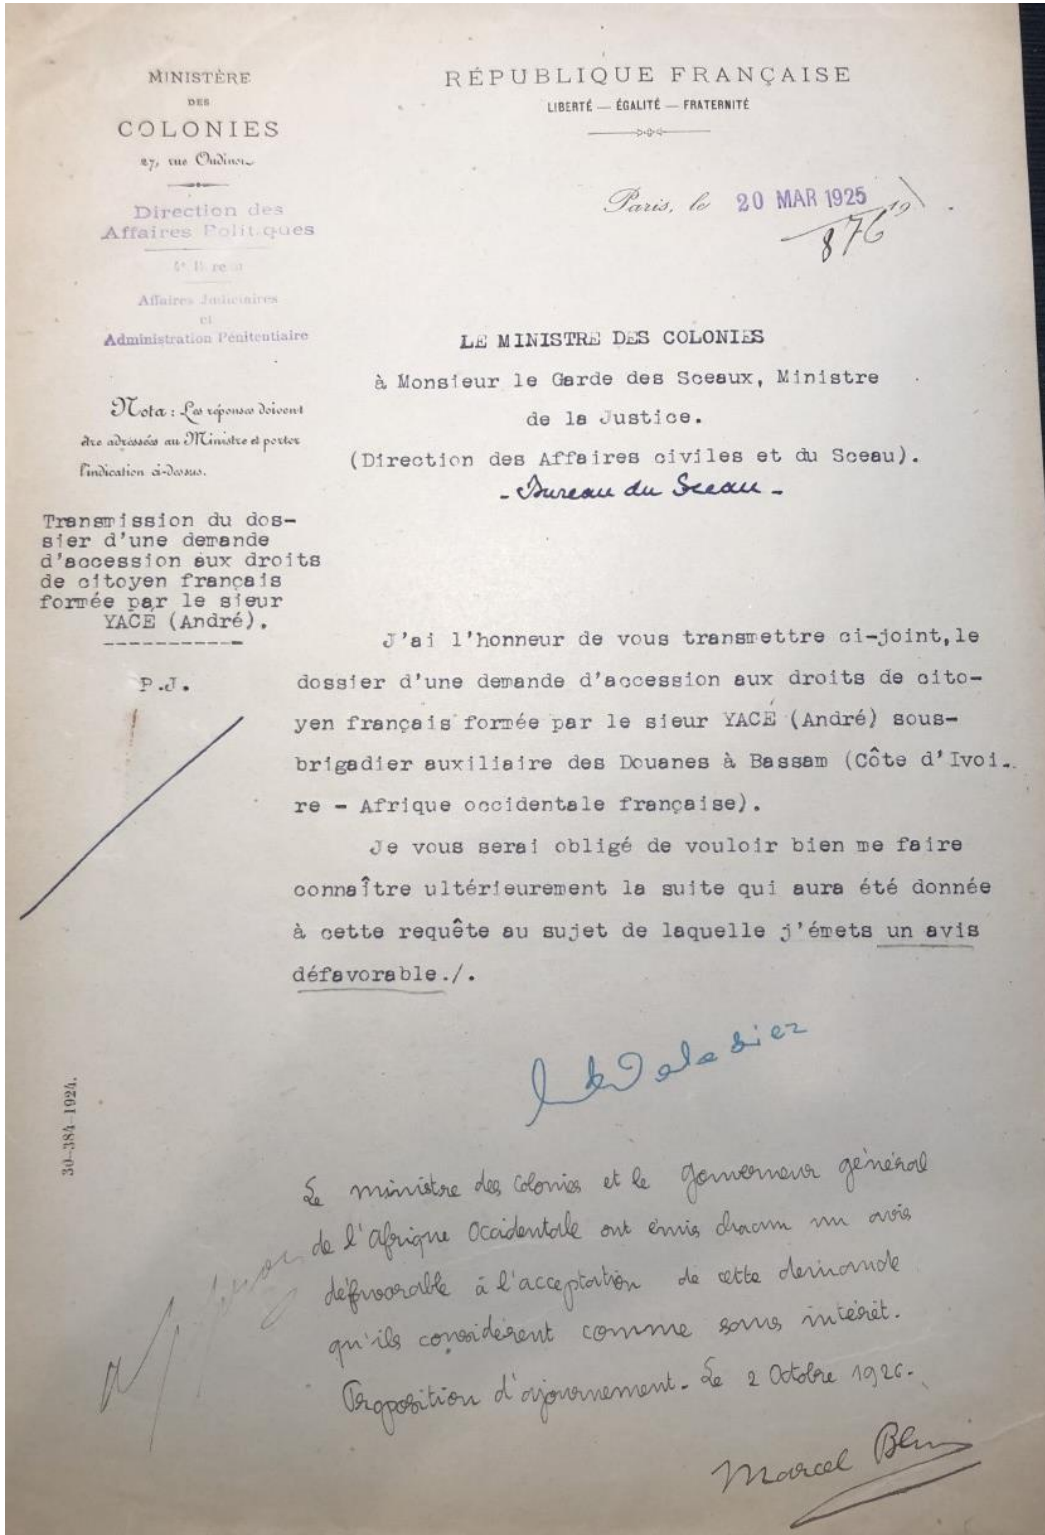 MINISTÈRE
DES
COLONIES
27, rue Oudinot
Direction des
Affaires Politiques
4e Bureau
Affaires Judiciaires
et
Administration Pénitentiaire
Nota : Les réponses doivent
être adressées au Ministre et porter
l'indication ci-dessus.
RÉPUBLIQUE FRANÇAISE
LIBERTÉ — ÉGALITÉ — FRATERNITÉ
Paris, le 20 MAR 1925 19
876
LE MINISTRE DES COLONIES
à Monsieur le Garde des Sceaux, Ministre
de la Justice.
(Direction des Affaires civiles et du Sceau).
- Bureau du Sceau -
Transmission du dos-
sier d'une demande
d'accession aux droits
de citoyen français
formée par le sieur
YACÉ (André).
-----------
P.J.
J'ai l'honneur de vous transmettre ci-joint, le
dossier d'une demande d'accession aux droits de cito-
yen français formée par le sieur YACÉ (André) sous-
brigadier auxiliaire des Douanes à Bassam (Côte d'Ivoi-
re - Afrique occidentale française).
Je vous serai obligé de vouloir bien me faire
connaître ultérieurement la suite qui aura été donnée
à cette requête au sujet de laquelle j'émets un avis
défavorable./.
Daladier
30-384-1924.
Le ministre des Colonies et le Gouverneur général
de l'Afrique Occidentale ont émis chacun un avis
défavorable à l'acceptation de cette demande
qu'ils considèrent comme sans intérêt.
Proposition d'ajournement - Le 2 Octobre 1926.
Marcel